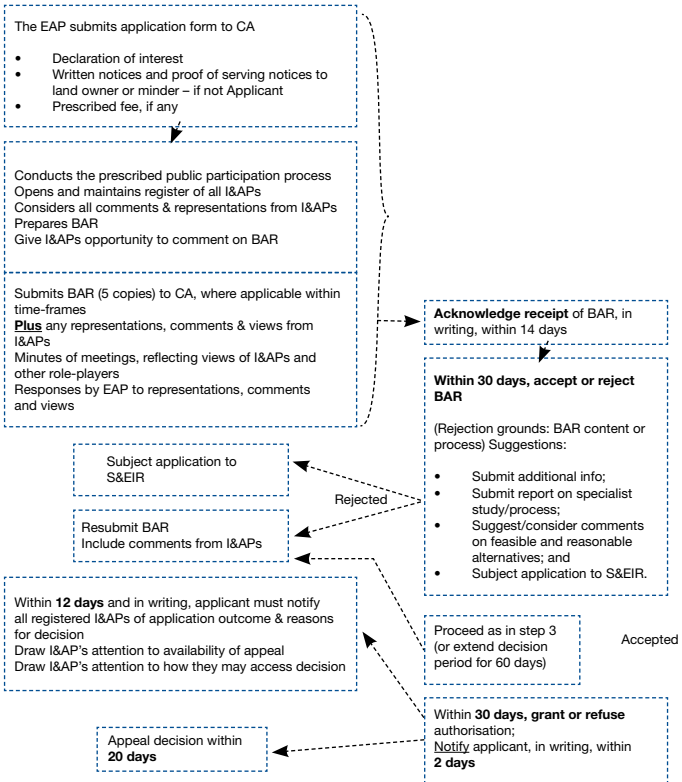 The EAP submits application form to CA
• Declaration of interest
• Written notices and proof of serving notices to
land owner or minder – if not Applicant
• Prescribed fee, if any
Conducts the prescribed public participation process
Opens and maintains register of all I&APs
Considers all comments & representations from I&APs
Prepares BAR
Give I&APs opportunity to comment on BAR
Submits BAR (5 copies) to CA, where applicable within
time-frames
Plus any representations, comments & views from
I&APs
Minutes of meetings, reflecting views of I&APs and
other role-players
Responses by EAP to representations, comments
and views
Acknowledge receipt of BAR, in
writing, within 14 days
Within 30 days, accept or reject
BAR
(Rejection grounds: BAR content or
process) Suggestions:
• Submit additional info;
• Submit report on specialist
study/process;
• Suggest/consider comments
on feasible and reasonable
alternatives; and
• Subject application to S&EIR.
Subject application to
S&EIR
Rejected
Resubmit BAR
Include comments from I&APs
Within 12 days and in writing, applicant must notify
all registered I&APs of application outcome & reasons
for decision
Draw I&AP's attention to availability of appeal
Draw I&AP's attention to how they may access decision
Proceed as in step 3
(or extend decision
period for 60 days)
Accepted
Within 30 days, grant or refuse
authorisation;
Notify applicant, in writing, within
2 days
Appeal decision within
20 days